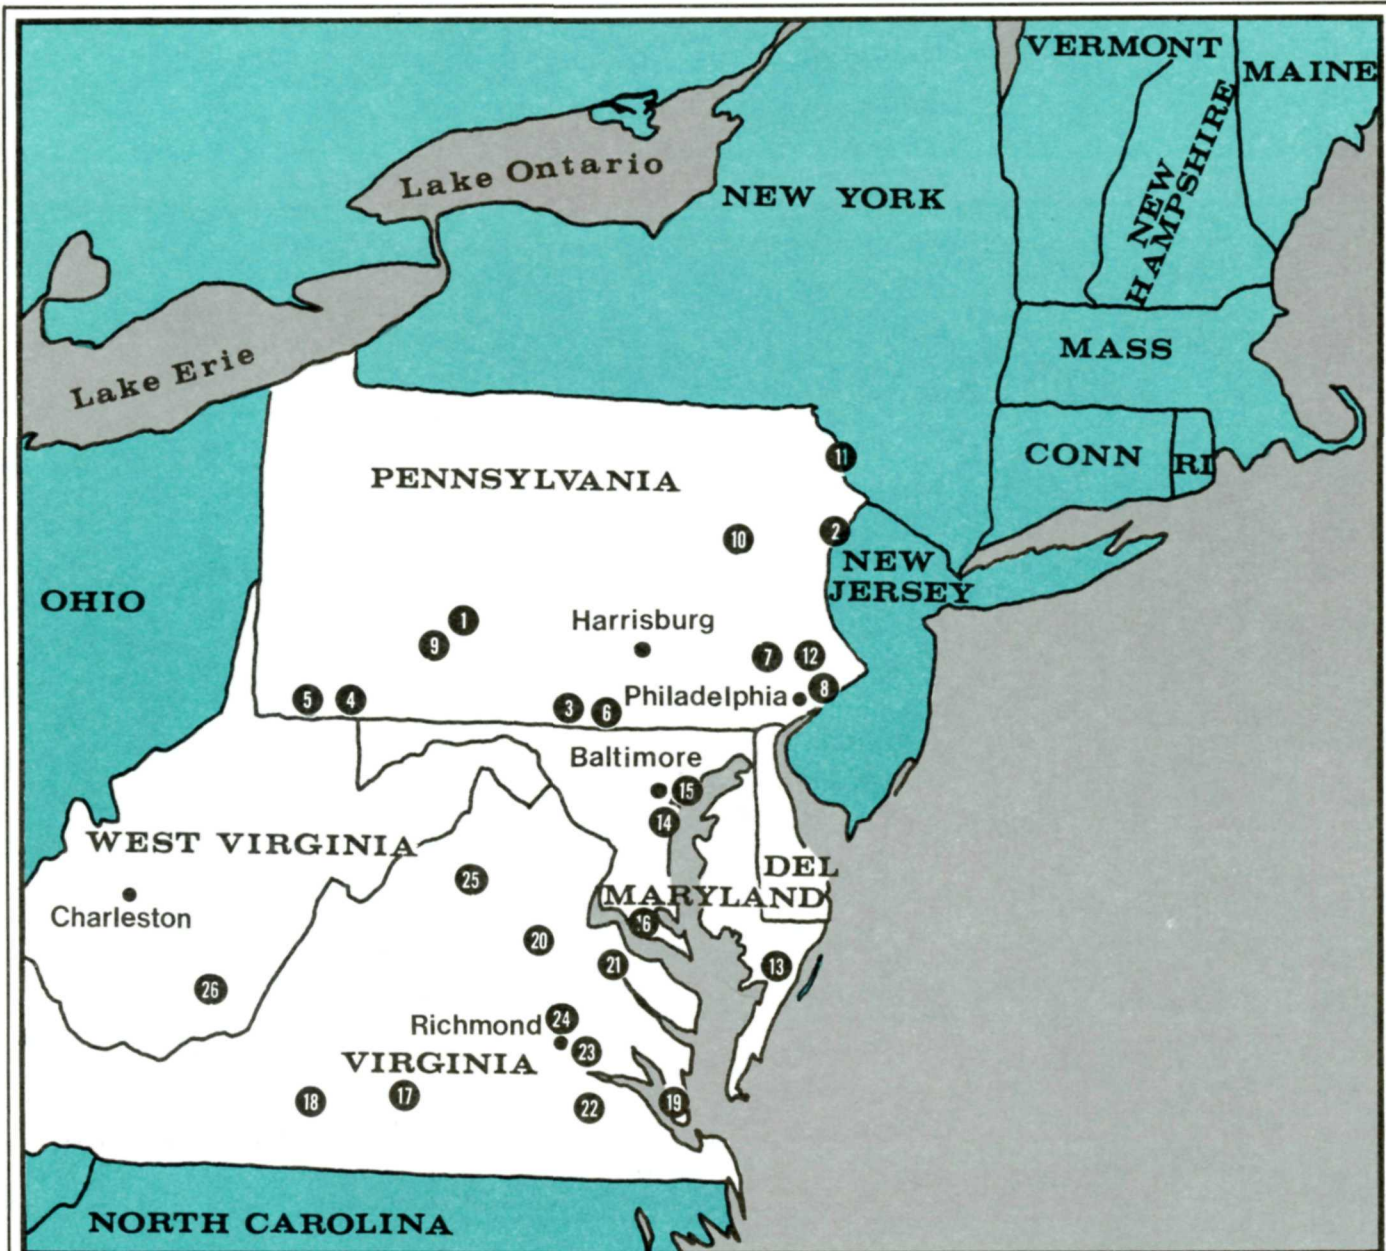 VERMONT
MAINE
NEW
HAMPSHIRE
Lake Ontario
NEW YORK
MASS
Lake Erie
CONN
RI
PENNSYLVANIA
11
10
2
NEW
JERSEY
OHIO
1
9
Harrisburg
7
12
5
4
3
6
Philadelphia
8
Baltimore
15
14
WEST VIRGINIA
DEL
25
MARYLAND
Charleston
16
20
21
13
26
24
Richmond
23
VIRGINIA
18
17
22
19
NORTH CAROLINA